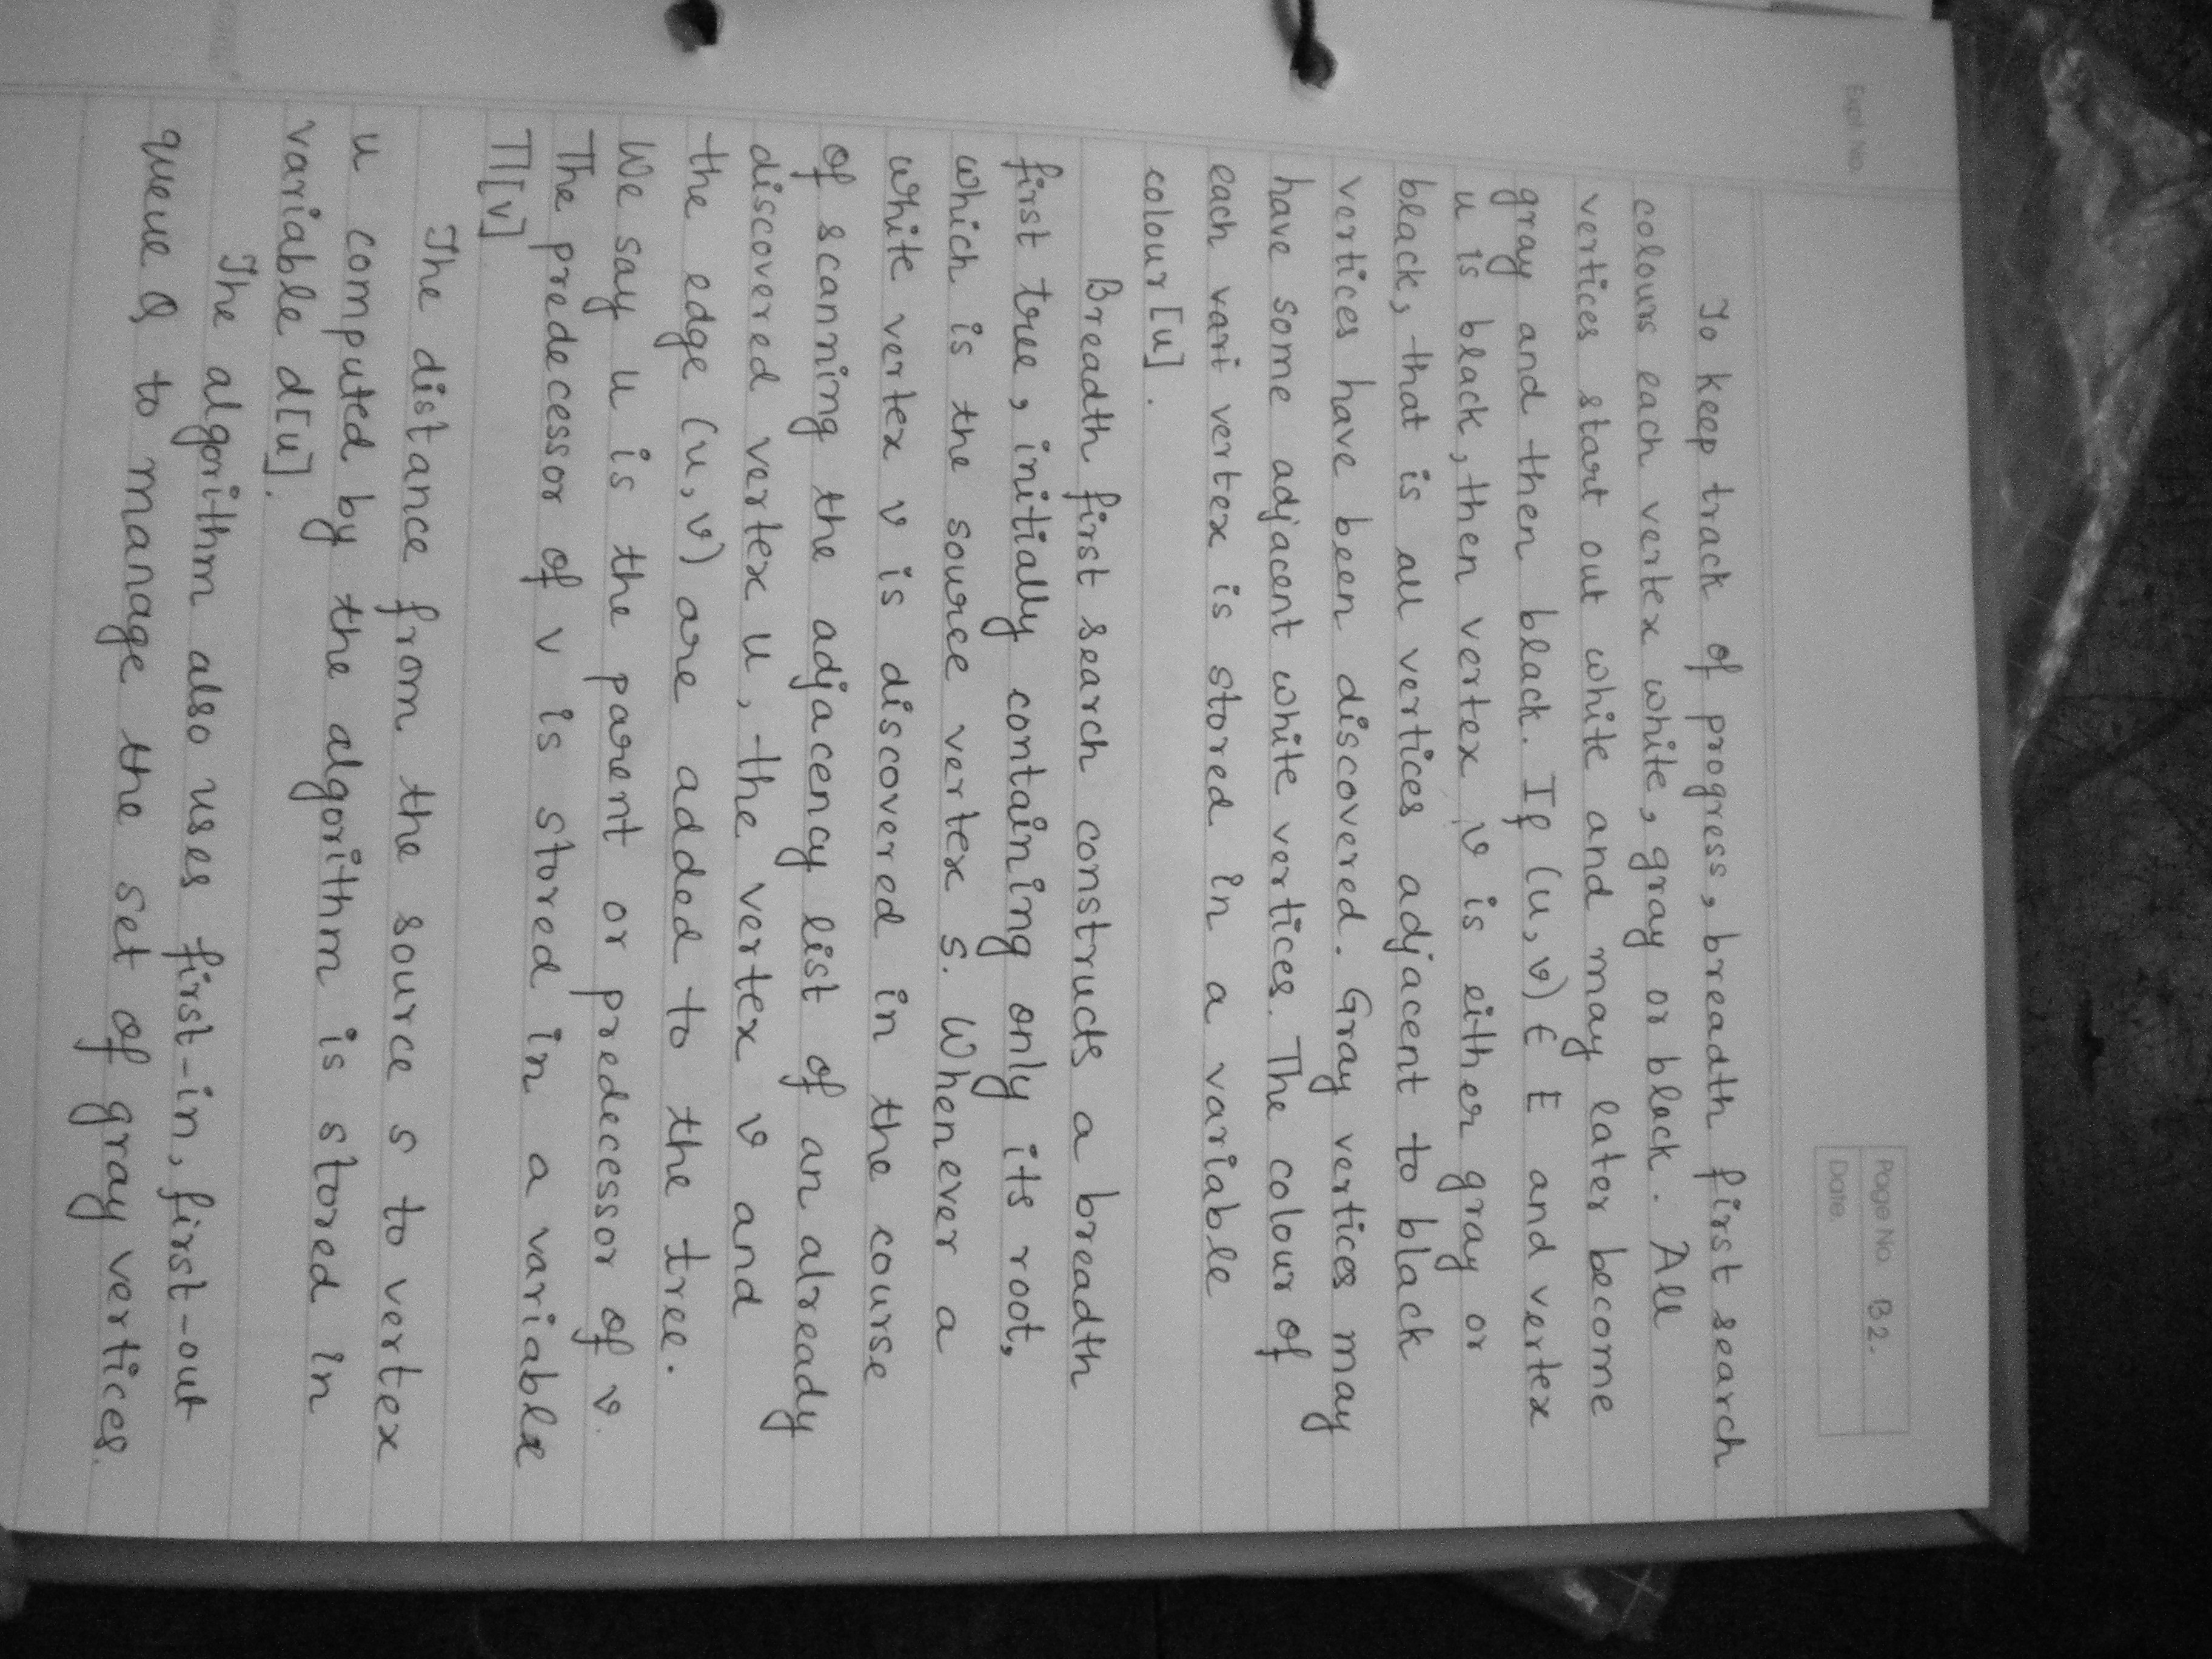 Expt. No.
Page No. B2.
Date.
To keep track of progress, breadth first search
colours each vertex white, gray or black. All
vertices start out white and may later become
gray and then black. If (u,v) ∈ E and vertex
u is black, then vertex v is either gray or
black, that is all vertices adjacent to black
vertices have been discovered. Gray vertices may
have some adjacent white vertices. The colour of
each vari vertex is stored in a variable
colour[u].
Breadth first search constructs a breadth
first tree, initially containing only its root,
which is the source vertex s. Whenever a
white vertex v is discovered in the course
of scanning the adjacency list of an already
discovered vertex u, the vertex v and
the edge (u,v) are added to the tree.
We say u is the parent or predecessor of v.
The predecessor of v is stored in a variable
Π[v]
The distance from the source s to vertex
u computed by the algorithm is stored in
variable d[u].
The algorithm also uses first-in, first-out
queue Q to manage the set of gray vertices.